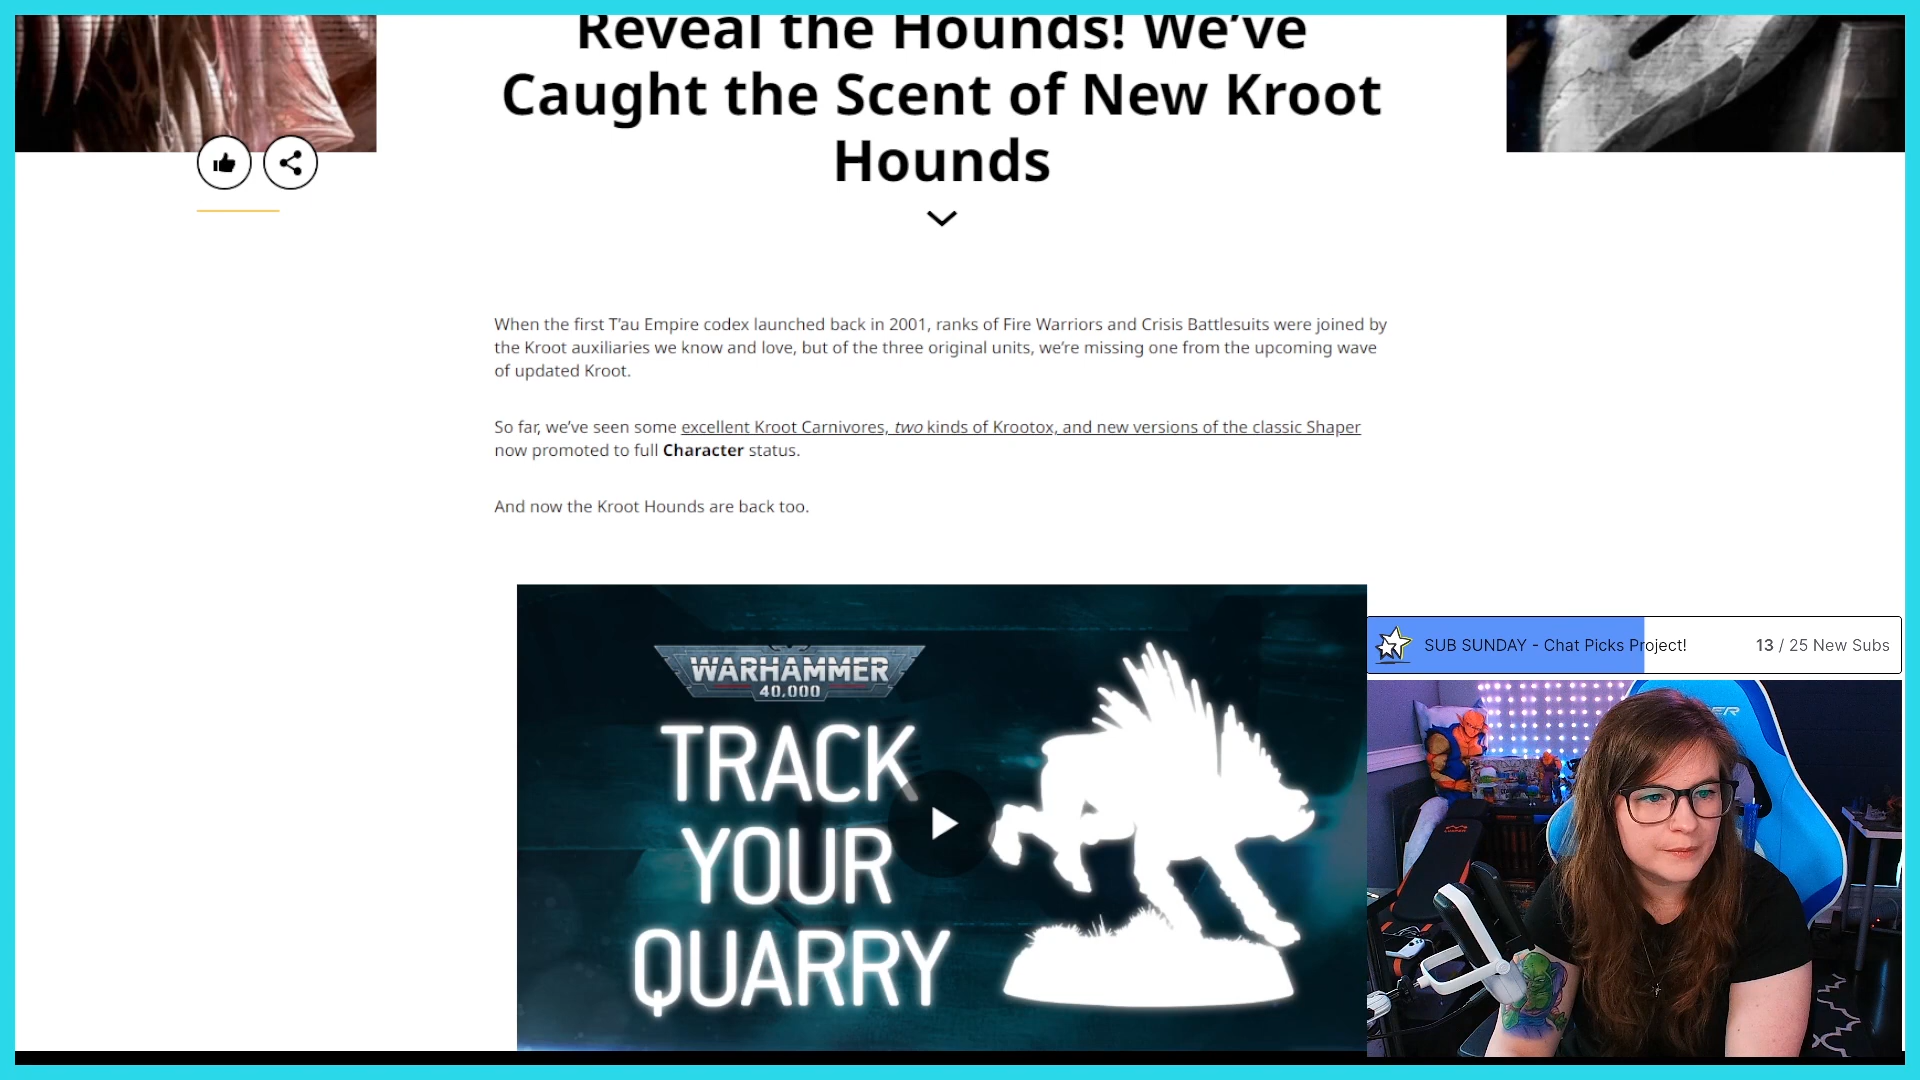 Reveal the Hounds! We’ve
Caught the Scent of New Kroot
Hounds
When the first T’au Empire codex launched back in 2001, ranks of Fire Warriors and Crisis Battlesuits were joined by
the Kroot auxiliaries we know and love, but of the three original units, we’re missing one from the upcoming wave
of updated Kroot.
So far, we’ve seen some excellent Kroot Carnivores, two kinds of Krootox, and new versions of the classic Shaper
now promoted to full Character status.
And now the Kroot Hounds are back too.
WARHAMMER
40,000
TRACK
YOUR
QUARRY
SUB SUNDAY - Chat Picks Project!
13 / 25 New Subs